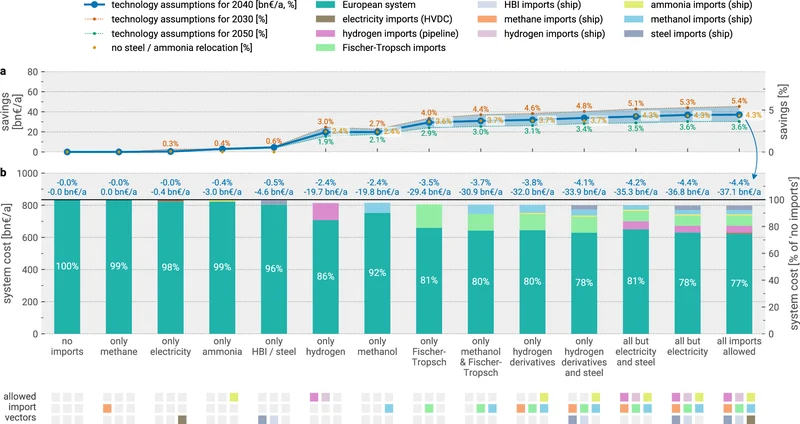 technology assumptions for 2040 [bn€/a, %]
technology assumptions for 2030 [%]
technology assumptions for 2050 [%]
no steel / ammonia relocation [%]
European system
electricity imports (HVDC)
hydrogen imports (pipeline)
Fischer-Tropsch imports
HBI imports (ship)
methane imports (ship)
hydrogen imports (ship)
ammonia imports (ship)
methanol imports (ship)
steel imports (ship)
a
savings
[bn€/a]
80
60
40
20
0
0.3% 0.4% 0.6% 3.0% 2.7% 4.0% 4.4% 4.6% 4.8% 5.1% 5.3% 5.4%
2.4% 2.4% 3.6% 3.7% 3.7% 3.7% 4.3% 4.3% 4.3%
1.9% 2.1% 2.9% 3.0% 3.1% 3.4% 3.5% 3.6% 3.6%
5
0
savings [%]
b
system cost [bn€/a]
1000
800
600
400
200
0
-0.0% -0.0% -0.0% -0.4% -0.5% -2.4% -2.4% -3.5% -3.7% -3.8% -4.1% -4.2% -4.4% -4.4%
-0.0 bn€/a 0.0 bn€/a -0.4 bn€/a -3.0 bn€/a -4.6 bn€/a -19.7 bn€/a -19.8 bn€/a -29.4 bn€/a -30.9 bn€/a -32.0 bn€/a -33.9 bn€/a -35.3 bn€/a -36.8 bn€/a -37.1 bn€/a
100% 99% 98% 99% 96% 86% 92% 81% 80% 80% 78% 81% 78% 77%
100
80
60
40
20
0
system cost [% of 'no imports']
no
imports
only
methane
only
electricity
only
ammonia
only
HBI / steel
only
hydrogen
only
methanol
only
Fischer-
Tropsch
only
methanol
& Fischer-
Tropsch
only
hydrogen
derivatives
only
hydrogen
derivatives
and steel
all but
electricity
and steel
all but
electricity
all imports
allowed
allowed
import
vectors